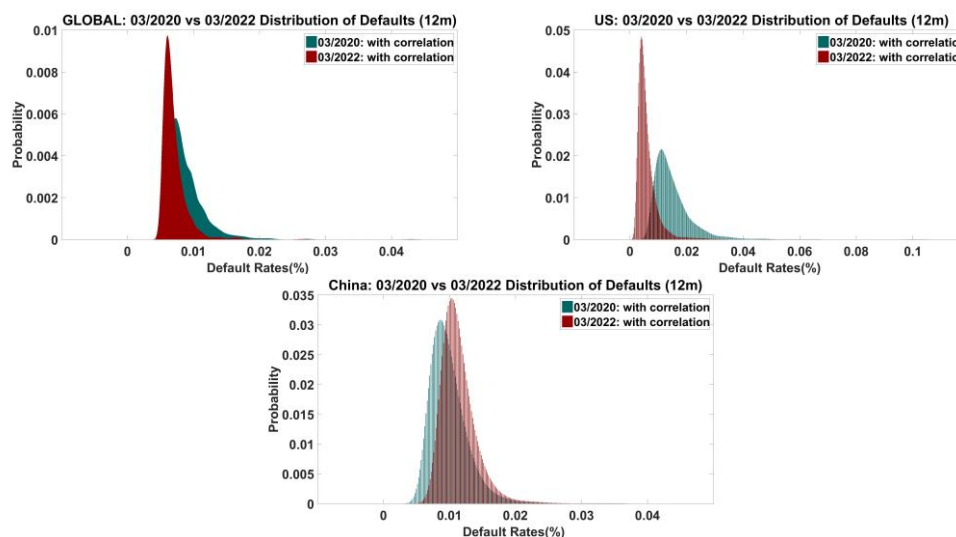 GLOBAL: 03/2020 vs 03/2022 Distribution of Defaults (12m)
0.01
0.008
0.006
0.004
0.002
0
Probability
03/2020: with correlation
03/2022: with correlation
0 0.01 0.02 0.03 0.04
Default Rates(%)
US: 03/2020 vs 03/2022 Distribution of Defaults (12m)
0.05
0.04
0.03
0.02
0.01
0
Probability
03/2020: with correlatio
03/2022: with correlatio
0 0.02 0.04 0.06 0.08 0.1
Default Rates(%)
China: 03/2020 vs 03/2022 Distribution of Defaults (12m)
0.035
0.03
0.025
0.02
0.015
0.01
0.005
0
Probability
03/2020: with correlation
03/2022: with correlation
0 0.01 0.02 0.03 0.04
Default Rates(%)